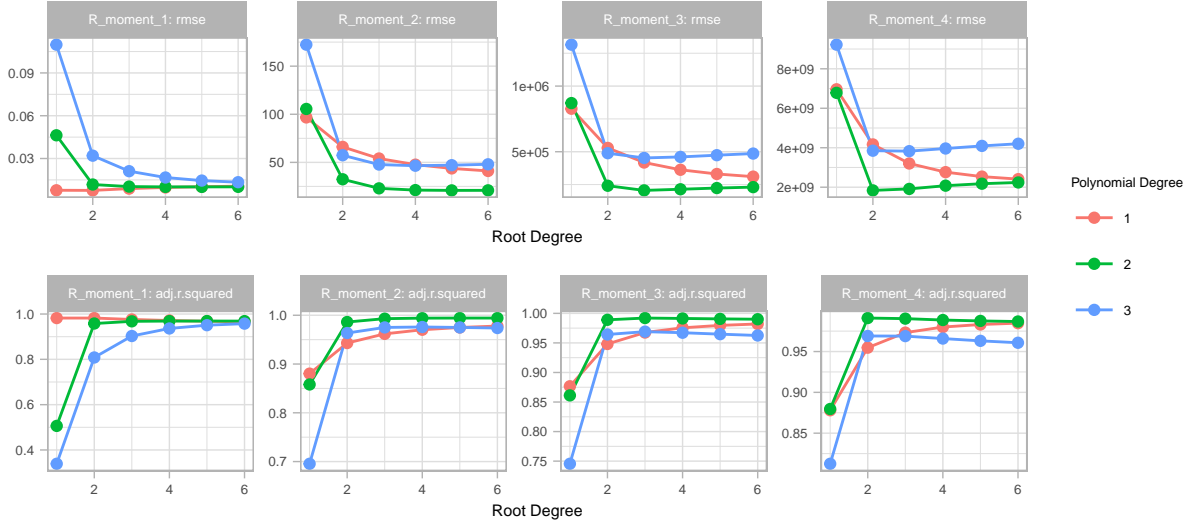 R_moment_1: rmse
R_moment_2: rmse
R_moment_3: rmse
R_moment_4: rmse
0.09
0.06
0.03
150
100
50
1e+06
5e+05
8e+09
6e+09
4e+09
2e+09
2 4 6
2 4 6
2 4 6
2 4 6
Root Degree
R_moment_1: adj.r.squared
R_moment_2: adj.r.squared
R_moment_3: adj.r.squared
R_moment_4: adj.r.squared
1.0
0.8
0.6
0.4
1.0
0.9
0.8
0.7
1.00
0.95
0.90
0.85
0.80
0.75
0.95
0.90
0.85
2 4 6
2 4 6
2 4 6
2 4 6
Root Degree
Polynomial Degree
1
2
3